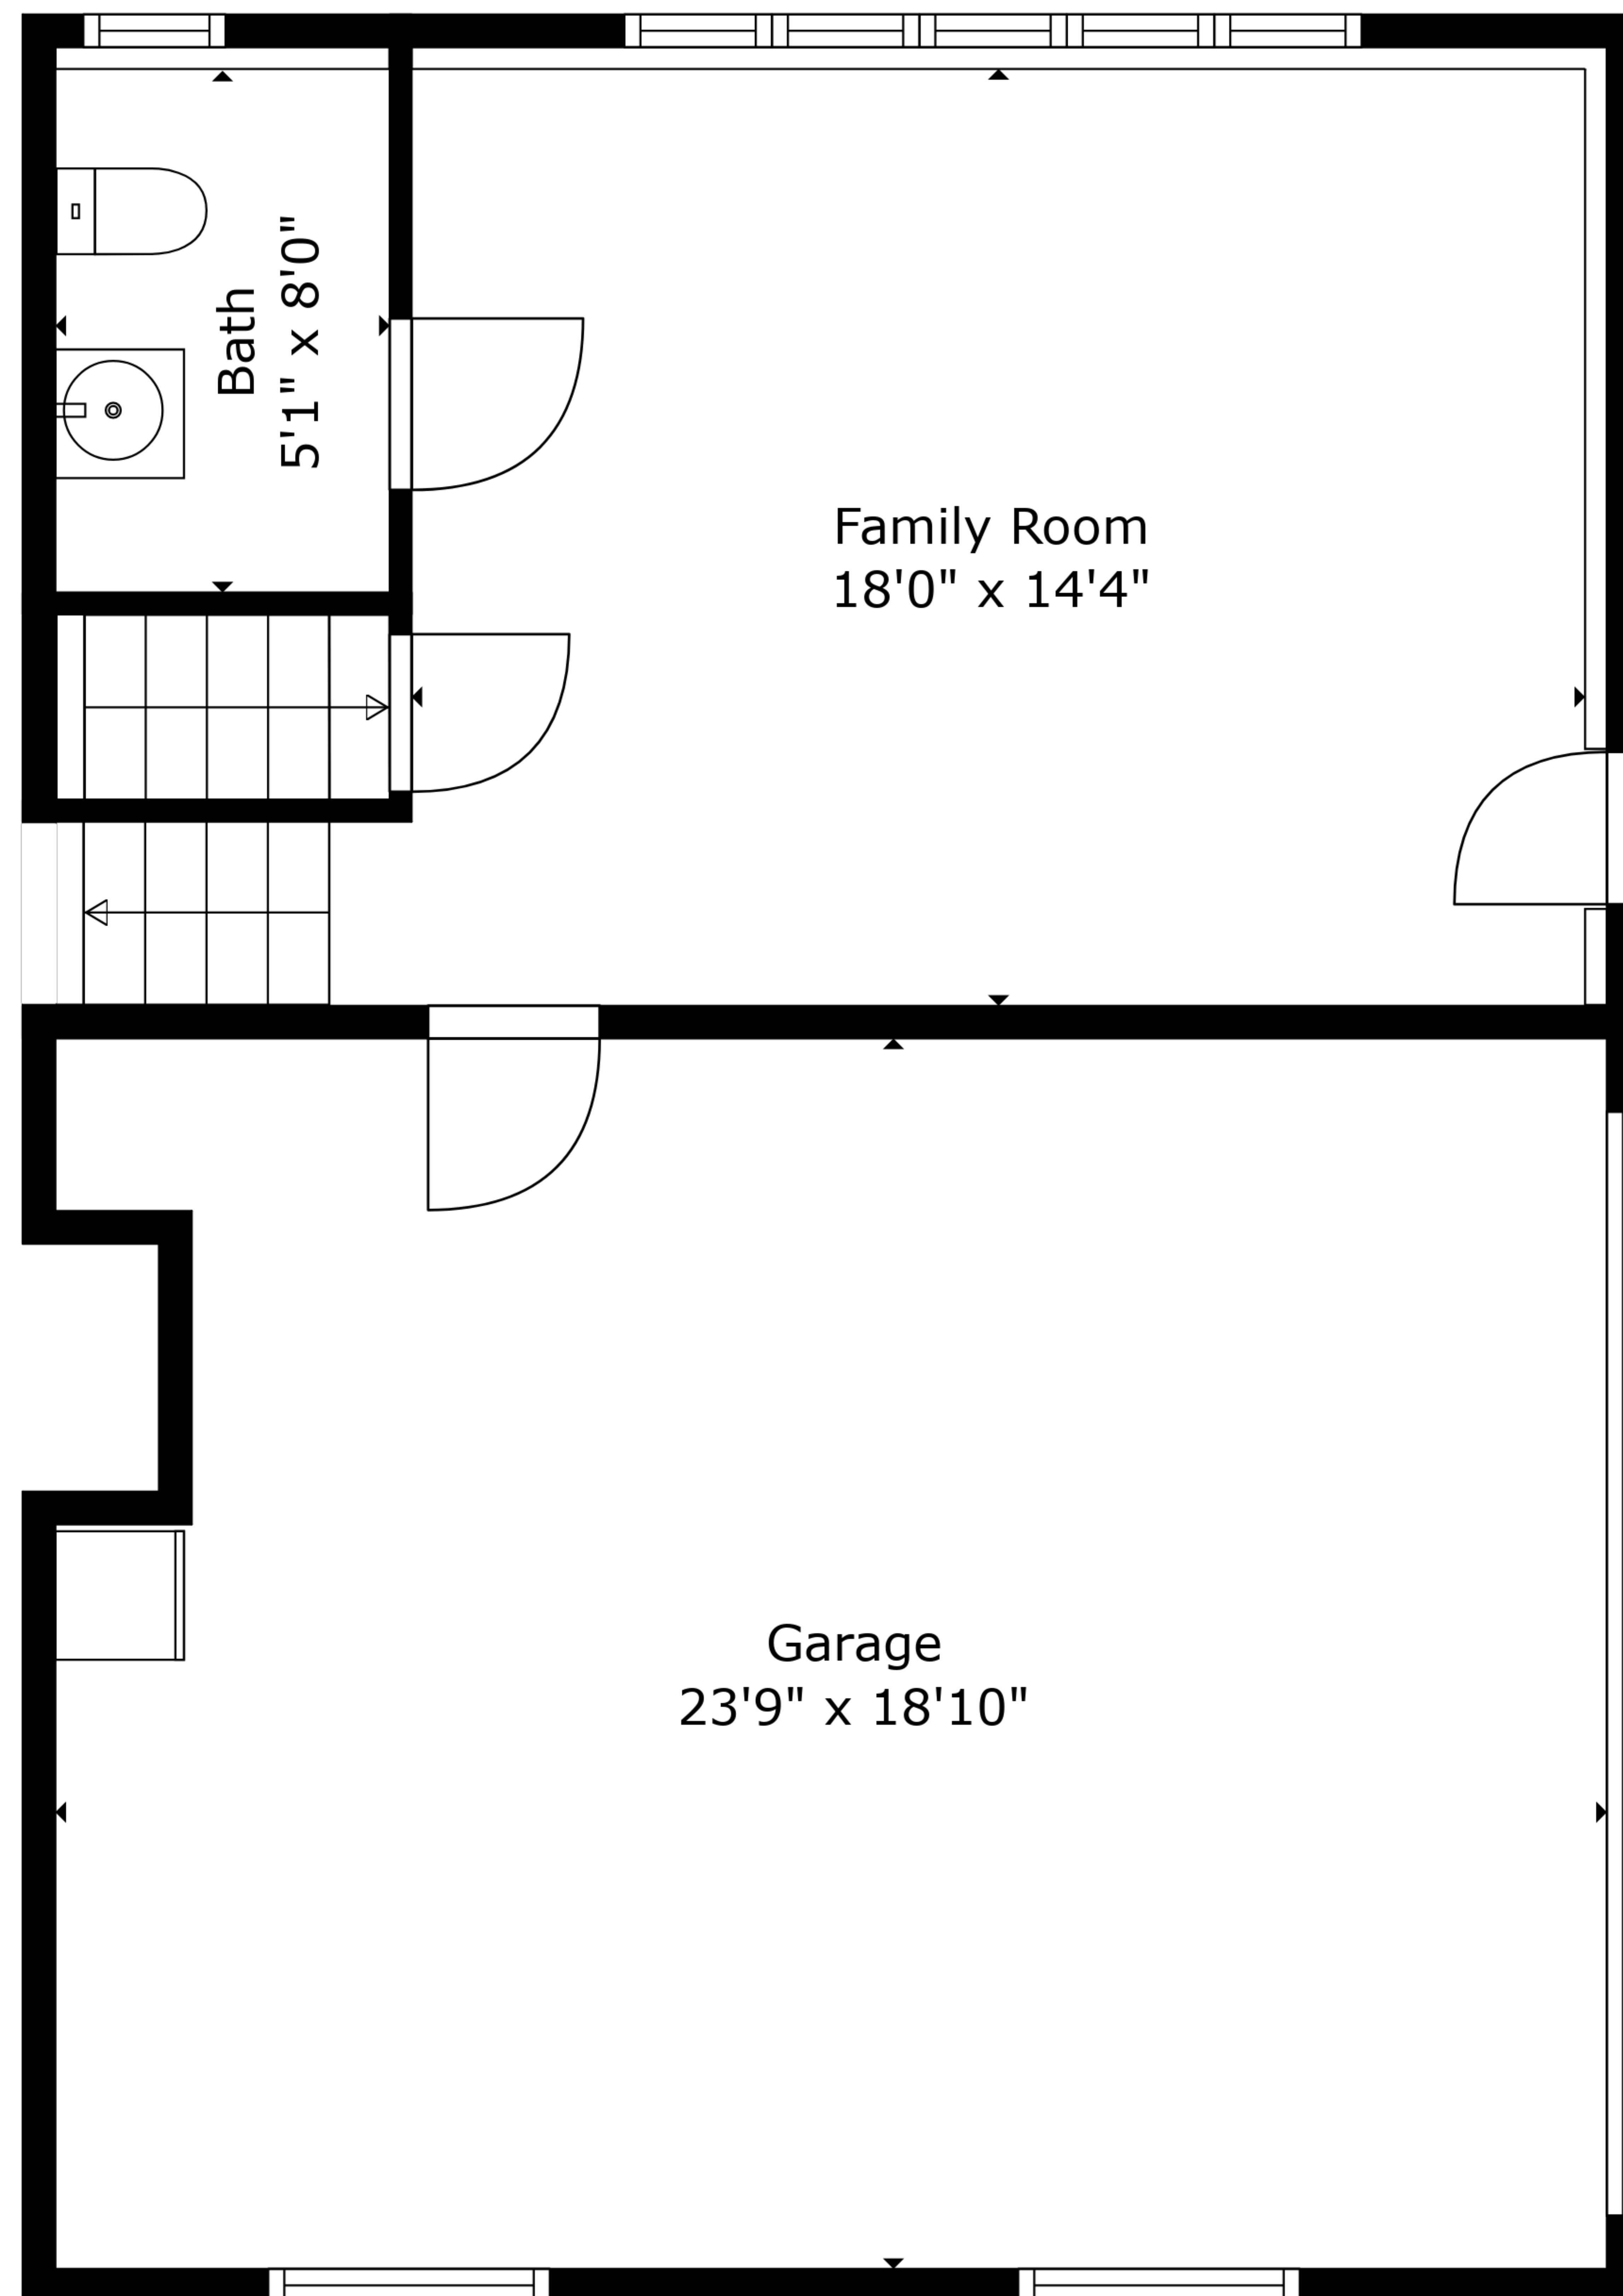 Bath
5'1" x 8'0"
Family Room
18'0" x 14'4"
Garage
23'9" x 18'10"